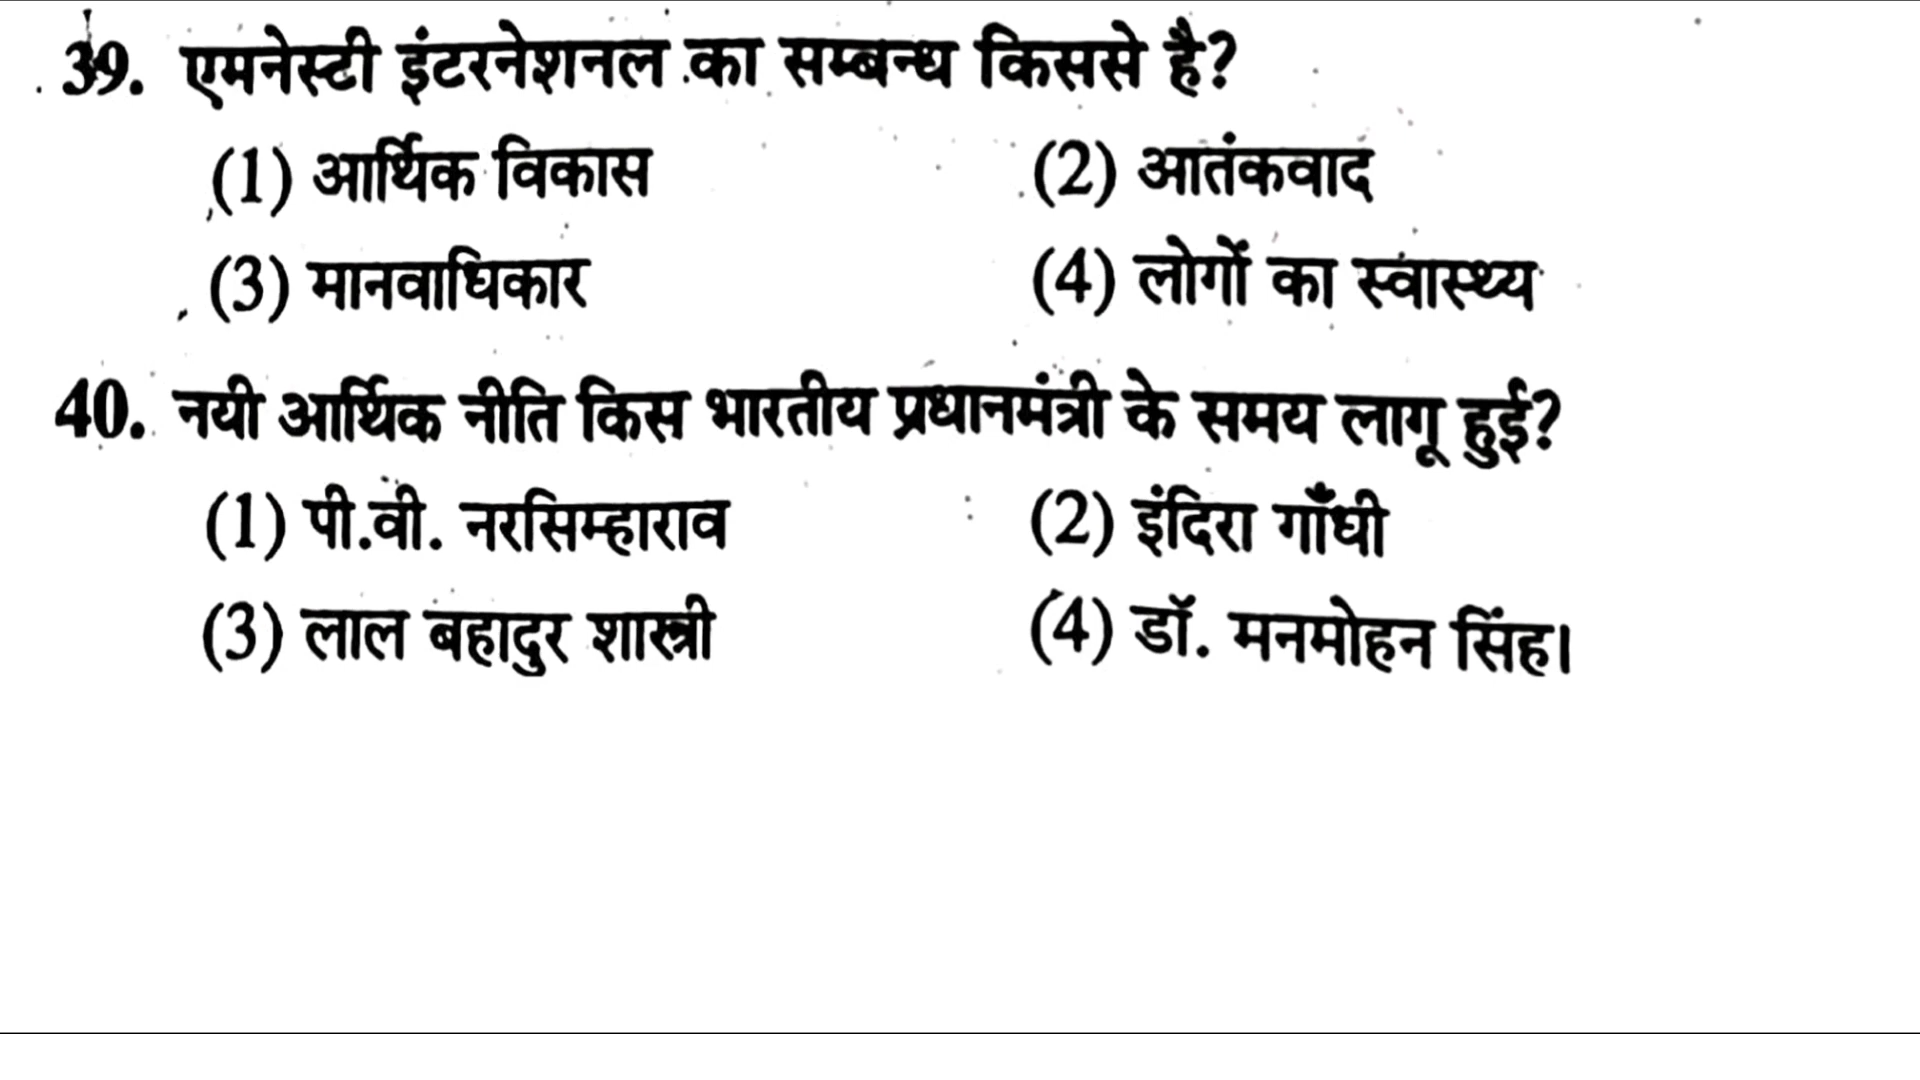 39. एमनेस्टी इंटरनेशनल का सम्बन्ध किससे है?
(1) आर्थिक विकास (2) आतंकवाद
(3) मानवाधिकार (4) लोगों का स्वास्थ्य
40. नयी आर्थिक नीति किस भारतीय प्रधानमंत्री के समय लागू हुई?
(1) पी.वी. नरसिम्हाराव (2) इंदिरा गाँधी
(3) लाल बहादुर शास्त्री (4) डॉ. मनमोहन सिंह।